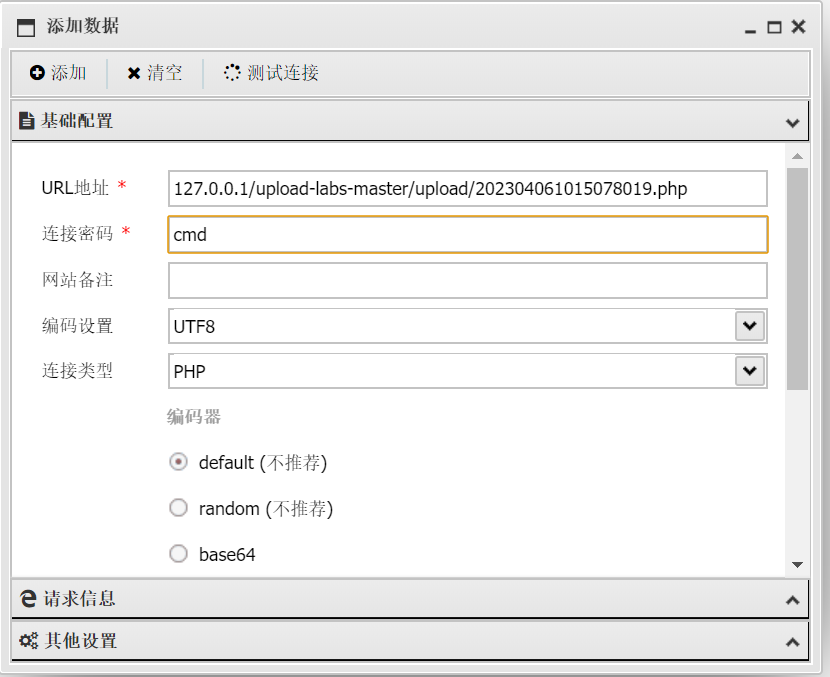 添加数据
添加 清空 测试连接
基础配置
URL地址 * 127.0.0.1/upload-labs-master/upload/202304061015078019.php
连接密码 * cmd
网站备注
编码设置 UTF8
连接类型 PHP
编码器
default (不推荐)
random (不推荐)
base64
请求信息
其他设置